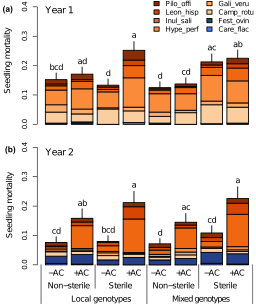 (a) Year 1
Pilo_offi
Leon_hisp
Inul_sali
Hype_perf
Gali_veru
Camp_rotu
Fest_ovin
Care_flac
Seedling mortality
0.4
0.3
0.2
0.1
0.0
bcd
acd
d
a
d
cd
ac
ab
(b) Year 2
Seedling mortality
0.4
0.3
0.2
0.1
0.0
cd
bc
bcd
a
d
abc
cd
a
−AC +AC −AC +AC −AC +AC −AC +AC
Non−sterile Sterile Non−sterile Sterile
Local genotypes Mixed genotypes